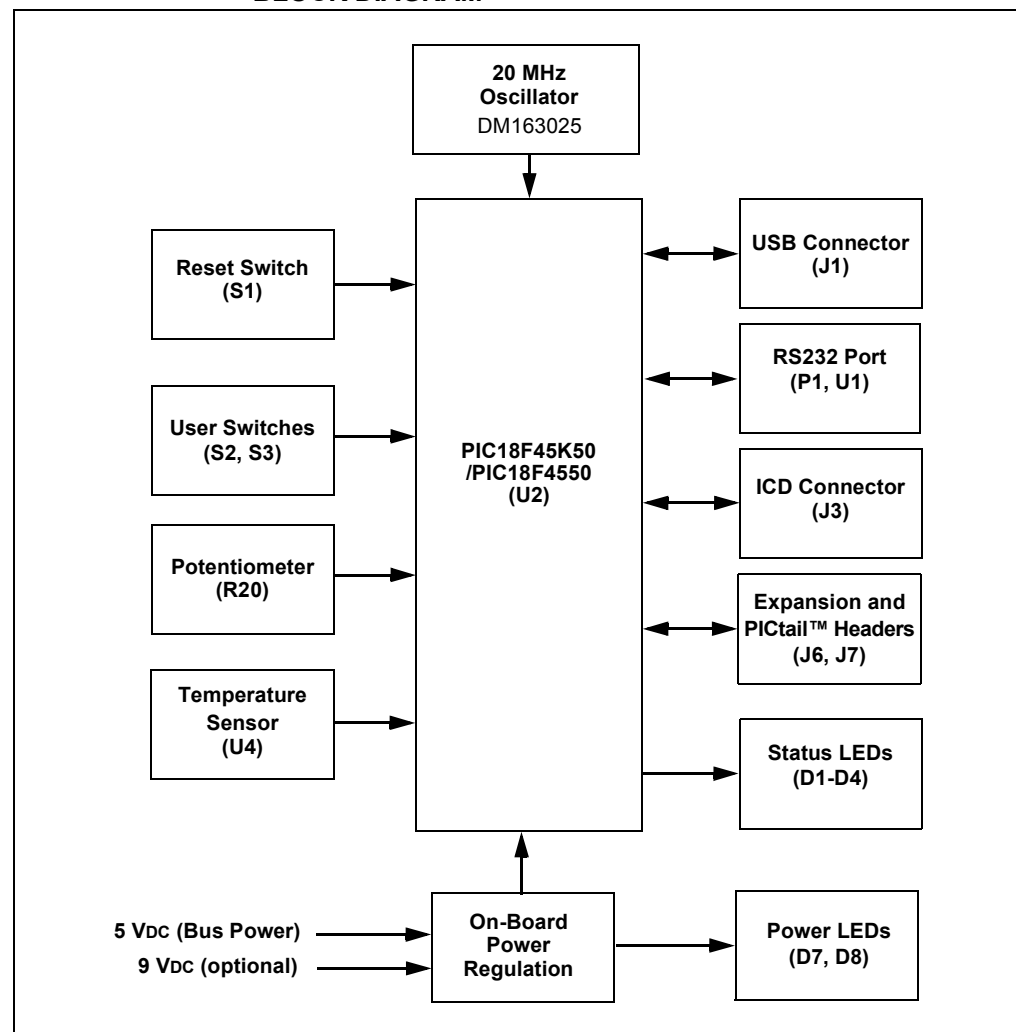 BLOCK DIAGRAM
20 MHz
Oscillator
DM163025
Reset Switch
(S1)
User Switches
(S2, S3)
Potentiometer
(R20)
Temperature
Sensor
(U4)
PIC18F45K50
/PIC18F4550
(U2)
USB Connector
(J1)
RS232 Port
(P1, U1)
ICD Connector
(J3)
Expansion and
PICtail™ Headers
(J6, J7)
Status LEDs
(D1-D4)
5 VDC (Bus Power)
9 VDC (optional)
On-Board
Power
Regulation
Power LEDs
(D7, D8)